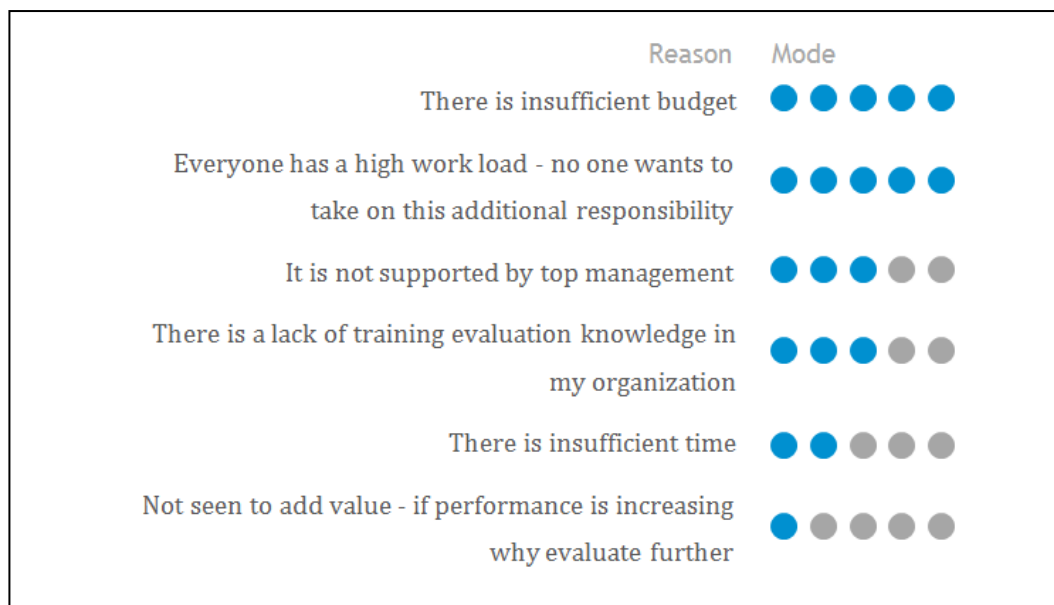 Reason Mode
There is insufficient budget
Everyone has a high work load - no one wants to
take on this additional responsibility
It is not supported by top management
There is a lack of training evaluation knowledge in
my organization
There is insufficient time
Not seen to add value - if performance is increasing
why evaluate further